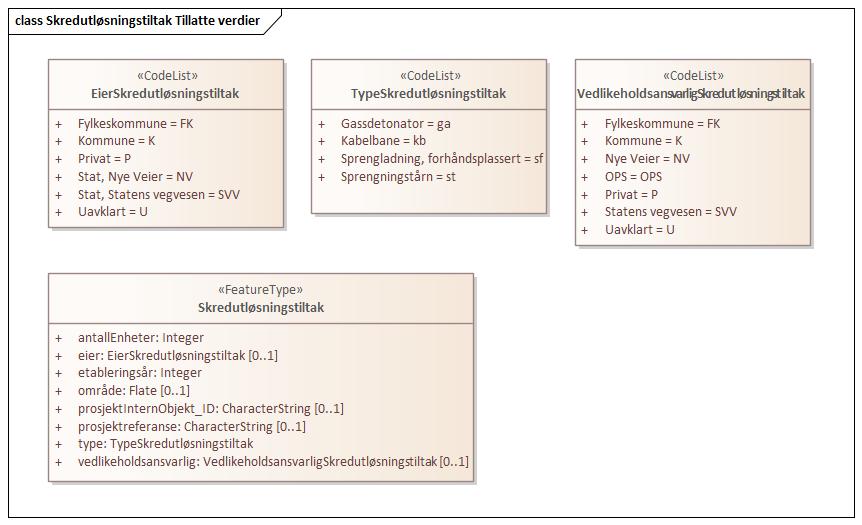 class Skredutløsningstiltak Tillatte verdier
«CodeList»
EierSkredutløsningstiltak
+ Fylkeskommune = FK
+ Kommune = K
+ Privat = P
+ Stat, Nye Veier = NV
+ Stat, Statens vegvesen = SVV
+ Uavklart = U
«CodeList»
TypeSkredutløsningstiltak
+ Gassdetonator = ga
+ Kabelbane = kb
+ Sprengladning, forhåndsplassert = sf
+ Sprengningstårn = st
«CodeList»
VedlikeholdsansvarligSkredutløsningstiltak
+ Fylkeskommune = FK
+ Kommune = K
+ Nye Veier = NV
+ OPS = OPS
+ Privat = P
+ Statens vegvesen = SVV
+ Uavklart = U
«FeatureType»
Skredutløsningstiltak
+ antallEnheter: Integer
+ eier: EierSkredutløsningstiltak [0..1]
+ etableringsår: Integer
+ område: Flate [0..1]
+ prosjektInternObjekt_ID: CharacterString [0..1]
+ prosjektreferanse: CharacterString [0..1]
+ type: TypeSkredutløsningstiltak
+ vedlikeholdsansvarlig: VedlikeholdsansvarligSkredutløsningstiltak [0..1]